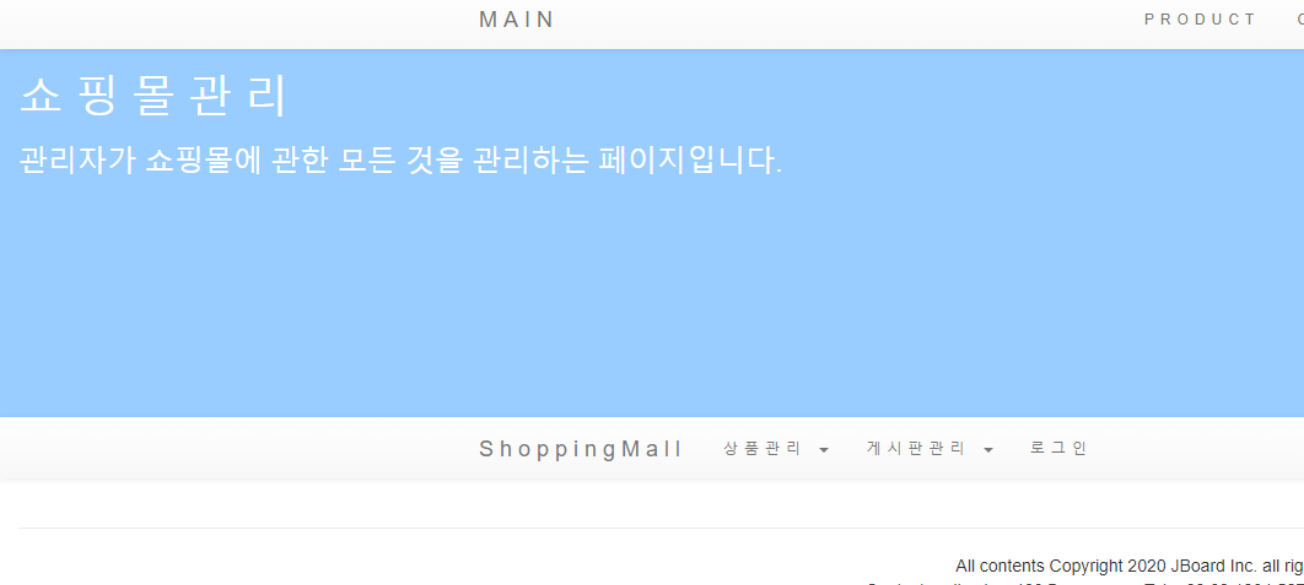 MAIN PRODUCT
쇼핑몰관리
관리자가 쇼핑몰에 관한 모든 것을 관리하는 페이지입니다.
ShoppingMall 상품관리 게시판관리 로그인
All contents Copyright 2020 JBoard Inc. all